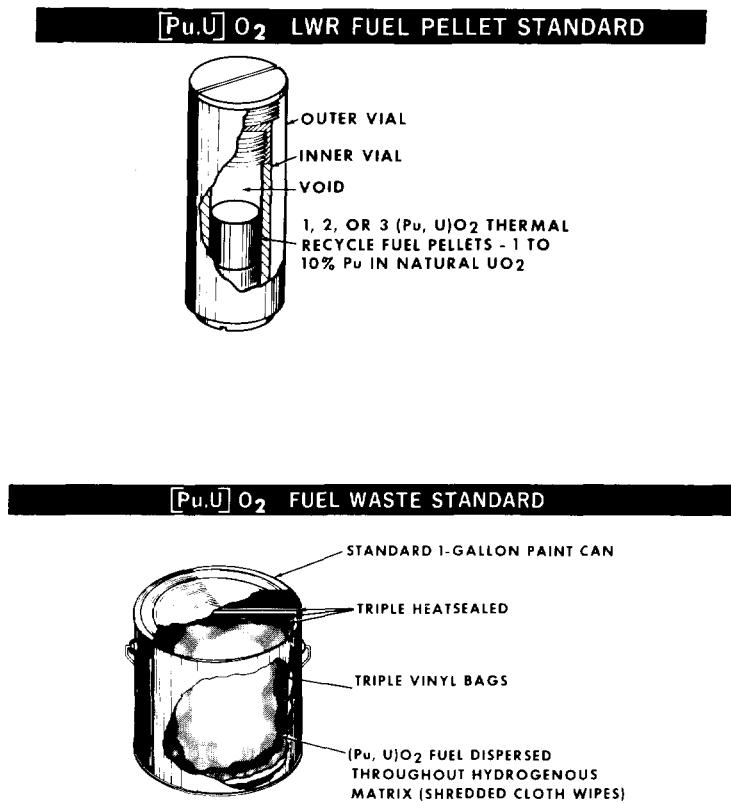 [Pu.U] O2 LWR FUEL PELLET STANDARD
OUTER VIAL
INNER VIAL
VOID
1, 2, OR 3 (Pu, U)O2 THERMAL
RECYCLE FUEL PELLETS - 1 TO
10% Pu IN NATURAL UO2
[Pu.U] O2 FUEL WASTE STANDARD
STANDARD 1-GALLON PAINT CAN
TRIPLE HEATSEALED
TRIPLE VINYL BAGS
(Pu, U)O2 FUEL DISPERSED
THROUGHOUT HYDROGENOUS
MATRIX (SHREDDED CLOTH WIPES)